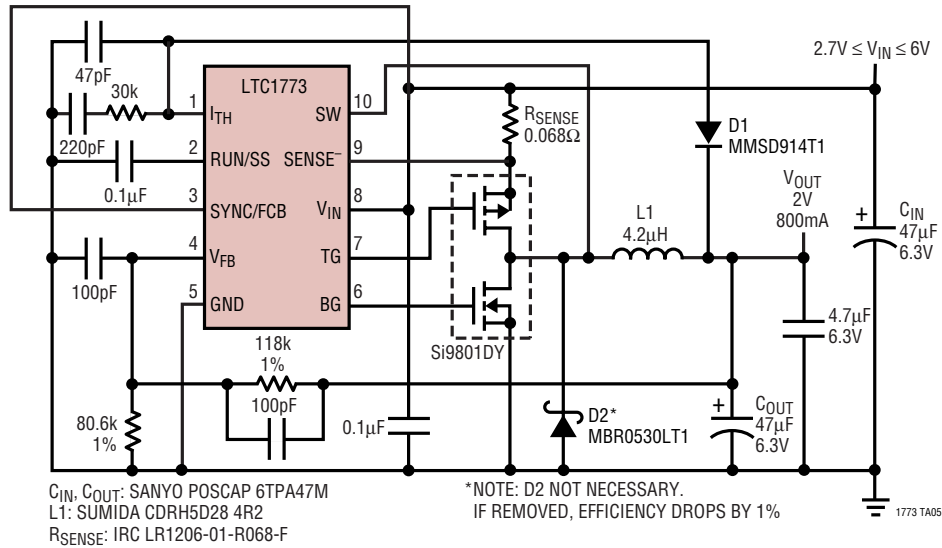 2.7V ≤ VIN ≤ 6V
47pF
30k
220pF
0.1µF
100pF
LTC1773
1 ITH
2 RUN/SS
3 SYNC/FCB
4 VFB
5 GND
SW 10
SENSE– 9
VIN 8
TG 7
BG 6
RSENSE
0.068Ω
Si9801DY
D1
MMSD914T1
L1
4.2µH
VOUT
2V
800mA
CIN
47µF
6.3V
4.7µF
6.3V
118k
1%
100pF
80.6k
1%
0.1µF
D2*
MBR0530LT1
COUT
47µF
6.3V
+
+
CIN, COUT: SANYO POSCAP 6TPA47M
L1: SUMIDA CDRH5D28 4R2
RSENSE: IRC LR1206-01-R068-F
*NOTE: D2 NOT NECESSARY.
IF REMOVED, EFFICIENCY DROPS BY 1%
1773 TA05